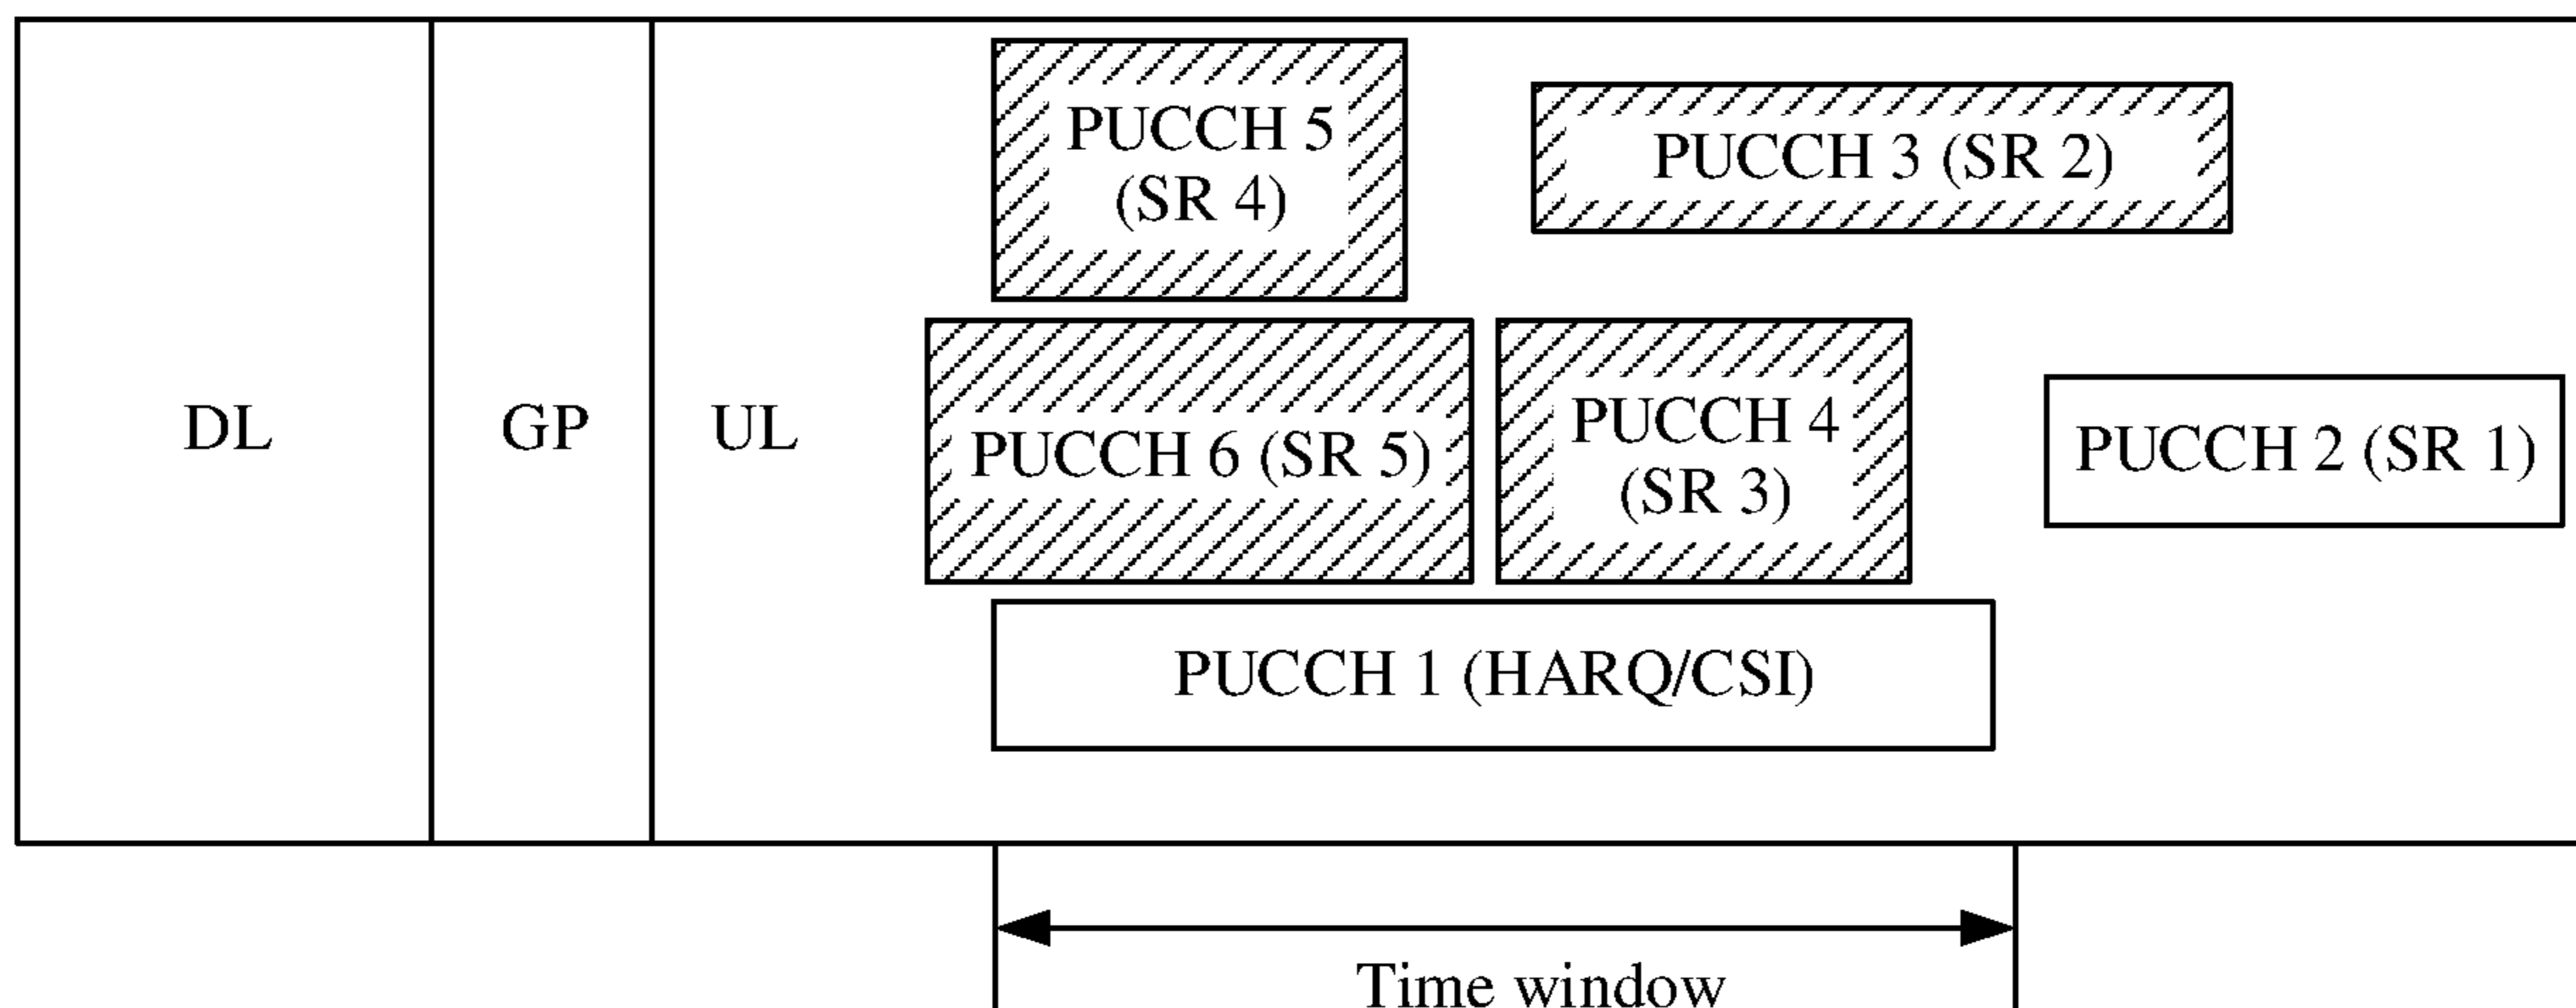 DL
GP
UL
PUCCH 5
(SR 4)
PUCCH 3 (SR 2)
PUCCH 6 (SR 5)
PUCCH 4
(SR 3)
PUCCH 2 (SR 1)
PUCCH 1 (HARQ/CSI)
Time window